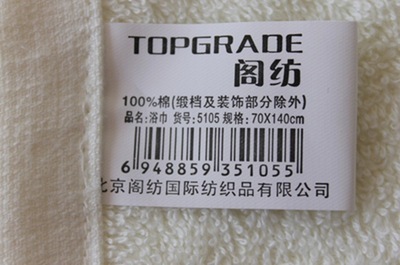 TOPGRADE
阁纺
100%棉(缎档及装饰部分除外)
品名:浴巾 货号:5105 规格:70X140cm
6 948859 351055
北京阁纺国际纺织品有限公司